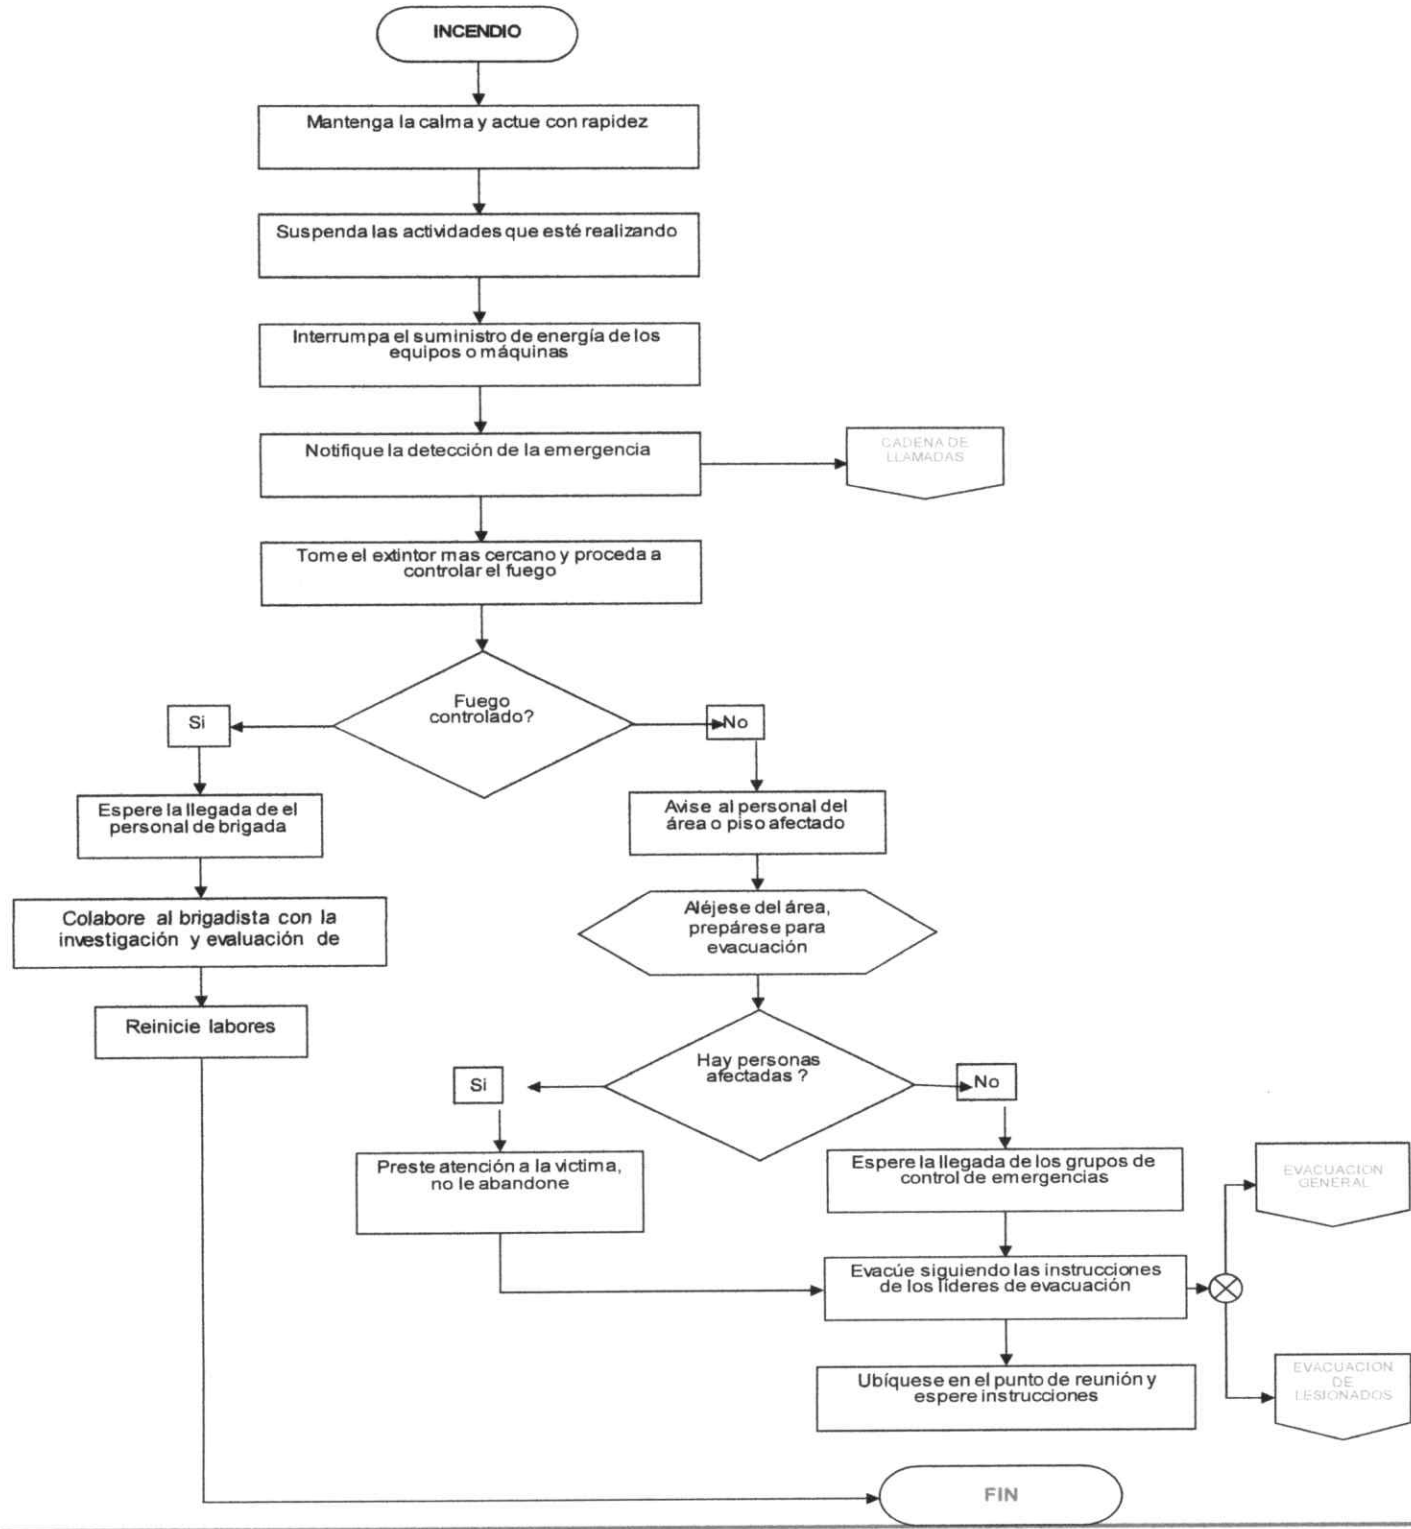 INCENDIO
Mantenga la calma y actue con rapidez
Suspenda las actividades que esté realizando
Interrumpa el suministro de energía de los
equipos o máquinas
Notifique la detección de la emergencia
CADENA DE
LLAMADAS
Tome el extintor mas cercano y proceda a
controlar el fuego
Fuego
controlado?
Si
No
Espere la llegada de el
personal de brigada
Avise al personal del
área o piso afectado
Colabore al brigadista con la
investigación y evaluación de
Aléjese del área,
prepárese para
evacuación
Reinicie labores
Hay personas
afectadas ?
Si
No
Preste atención a la victima,
no le abandone
Espere la llegada de los grupos de
control de emergencias
EVACUACION
GENERAL
Evacúe siguiendo las instrucciones
de los líderes de evacuación
Ubíquese en el punto de reunión y
espere instrucciones
EVACUACION
DE
LESIONADOS
FIN